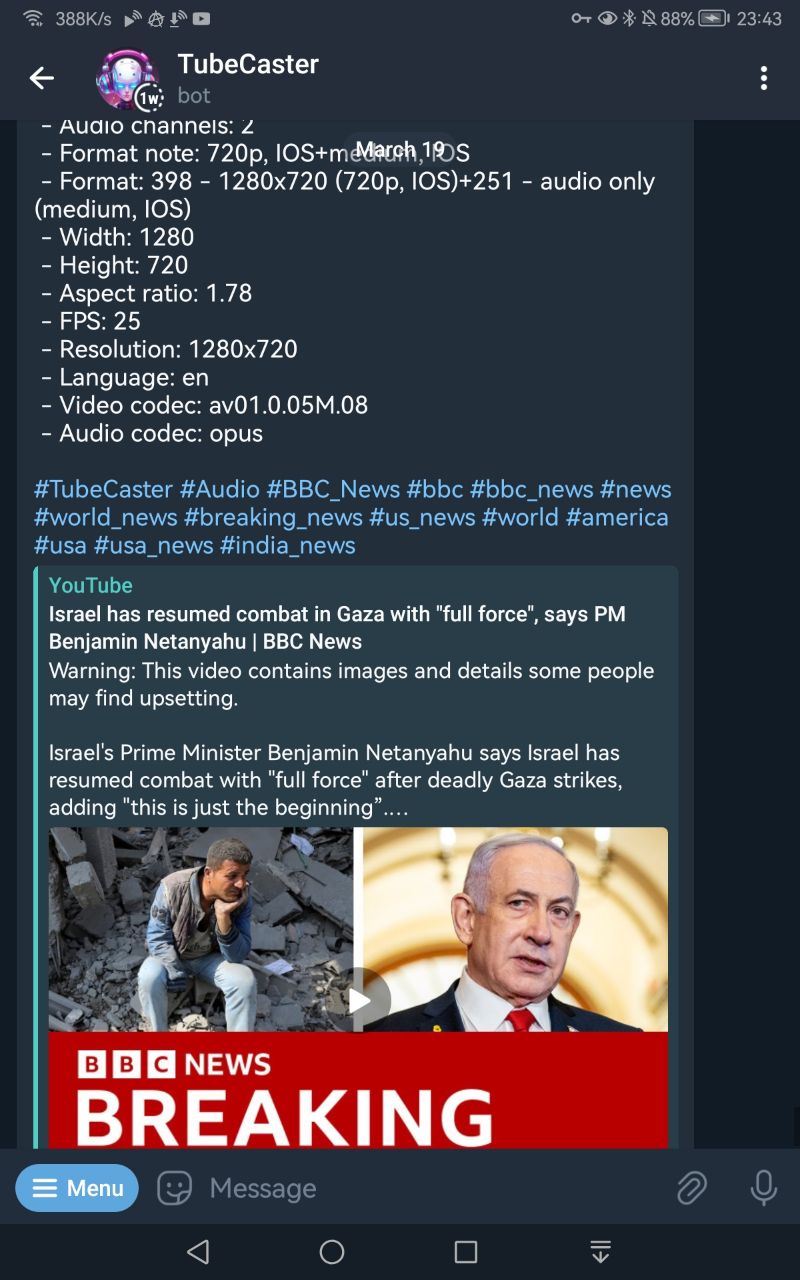 388K/s
88%
23:43
TubeCaster
1w
bot
- Audio channels: 2
March 19
- Format note: 720p, IOS+medium, IOS
- Format: 398 - 1280x720 (720p, IOS)+251 - audio only
(medium, IOS)
- Width: 1280
- Height: 720
- Aspect ratio: 1.78
- FPS: 25
- Resolution: 1280x720
- Language: en
- Video codec: av01.0.05M.08
- Audio codec: opus
#TubeCaster #Audio #BBC_News #bbc #bbc_news #news
#world_news #breaking_news #us_news #world #america
#usa #usa_news #india_news
YouTube
Israel has resumed combat in Gaza with "full force", says PM
Benjamin Netanyahu | BBC News
Warning: This video contains images and details some people
may find upsetting.
Israel's Prime Minister Benjamin Netanyahu says Israel has
resumed combat with "full force" after deadly Gaza strikes,
adding "this is just the beginning”....
BBC NEWS
BREAKING
Menu
Message